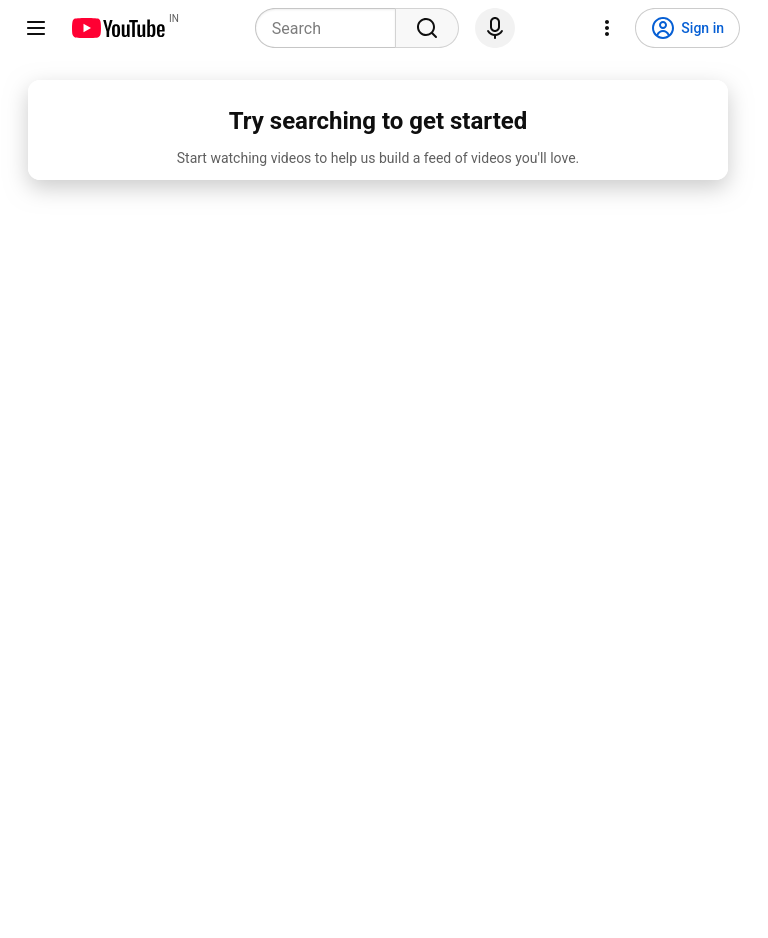 YouTube IN
Search
Sign in
Try searching to get started
Start watching videos to help us build a feed of videos you'll love.